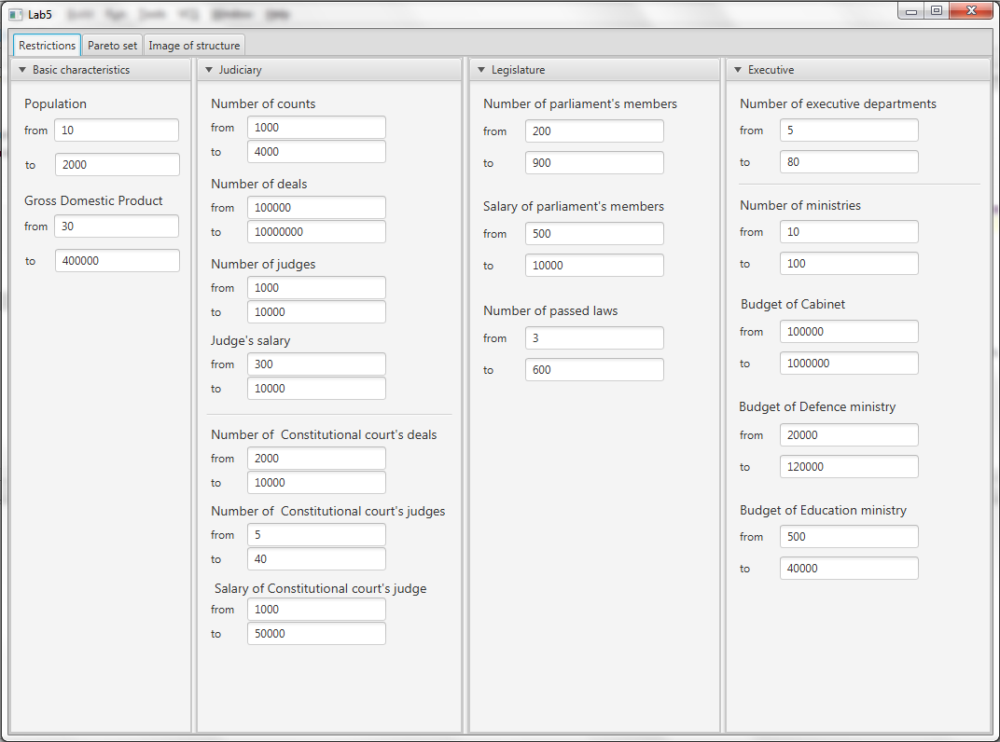 Lab5
Restrictions
Pareto set
Image of structure
Basic characteristics
Population
from 10
to 2000
Gross Domestic Product
from 30
to 400000
Judiciary
Number of counts
from 1000
to 4000
Number of deals
from 100000
to 10000000
Number of judges
from 1000
to 10000
Judge's salary
from 300
to 10000
Number of Constitutional court's deals
from 2000
to 10000
Number of Constitutional court's judges
from 5
to 40
Salary of Constitutional court's judge
from 1000
to 50000
Legislature
Number of parliament's members
from 200
to 900
Salary of parliament's members
from 500
to 10000
Number of passed laws
from 3
to 600
Executive
Number of executive departments
from 5
to 80
Number of ministries
from 10
to 100
Budget of Cabinet
from 100000
to 1000000
Budget of Defence ministry
from 20000
to 120000
Budget of Education ministry
from 500
to 40000